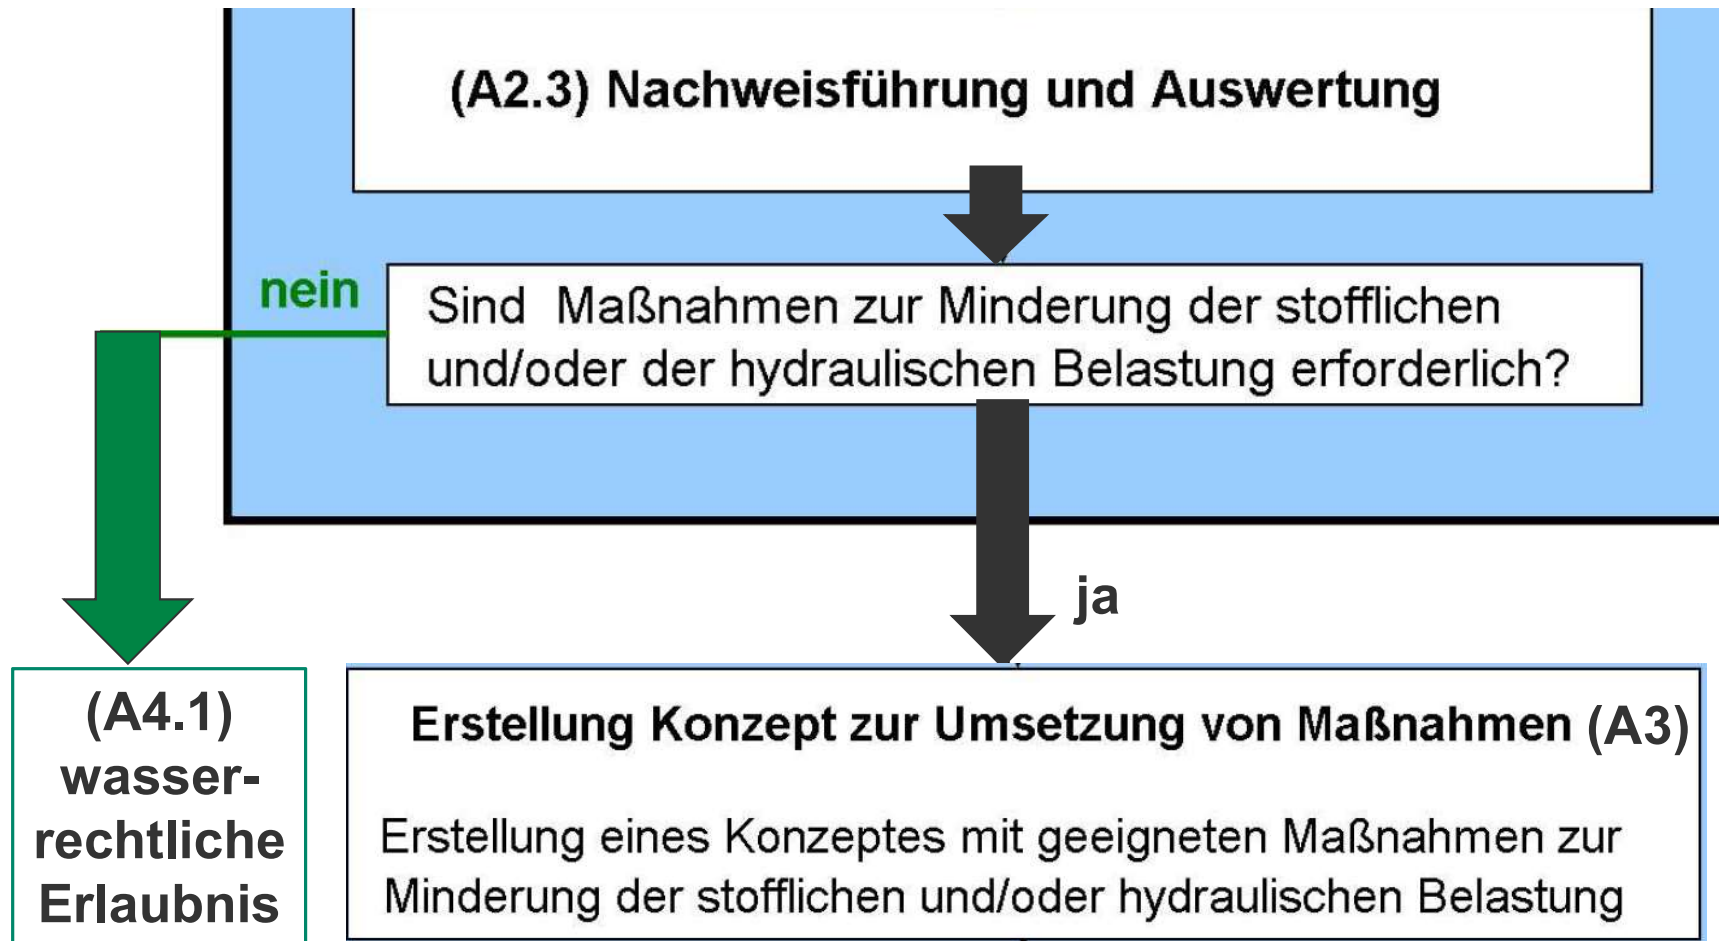 (A2.3) Nachweisführung und Auswertung
nein
Sind Maßnahmen zur Minderung der stofflichen
und/oder der hydraulischen Belastung erforderlich?
ja
(A4.1)
wasser-
rechtliche
Erlaubnis
Erstellung Konzept zur Umsetzung von Maßnahmen (A3)
Erstellung eines Konzeptes mit geeigneten Maßnahmen zur
Minderung der stofflichen und/oder hydraulischen Belastung